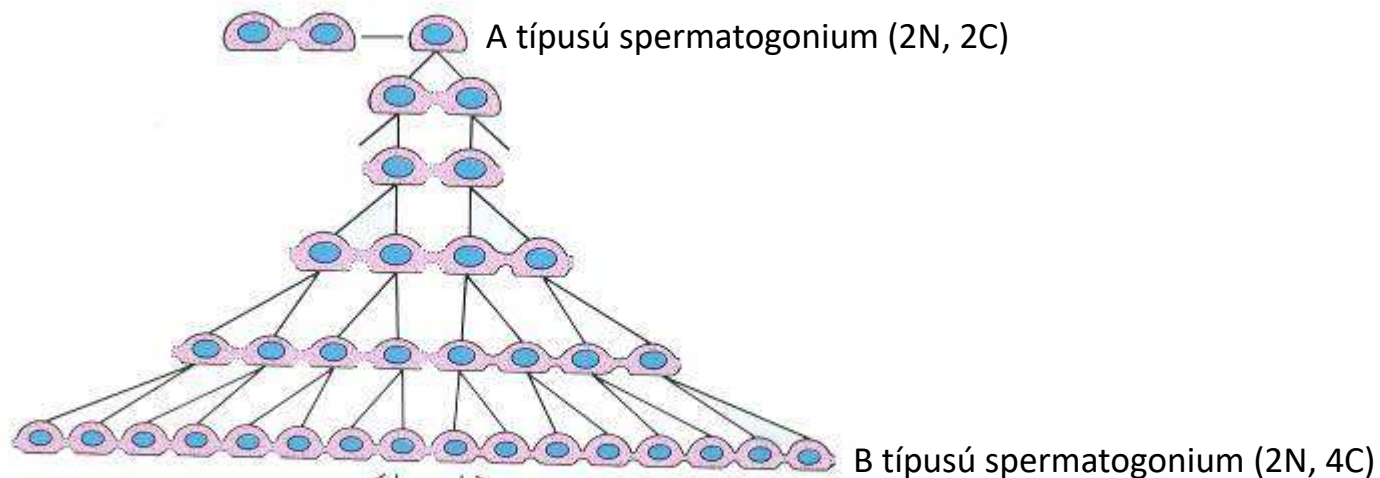 A típusú spermatogonium (2N, 2C)
B típusú spermatogonium (2N, 4C)